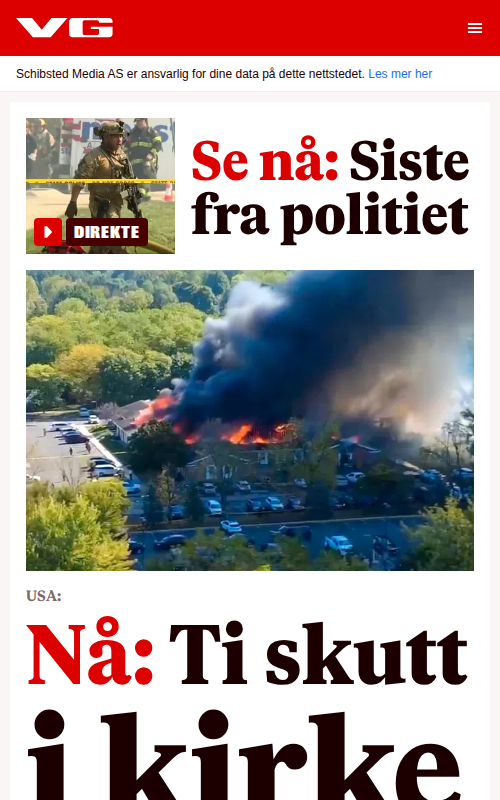 VG
Schibsted Media AS er ansvarlig for dine data på dette nettstedet. Les mer her
DIREKTE
Se nå: Siste
fra politiet
USA:
Nå: Ti skutt
i kirke